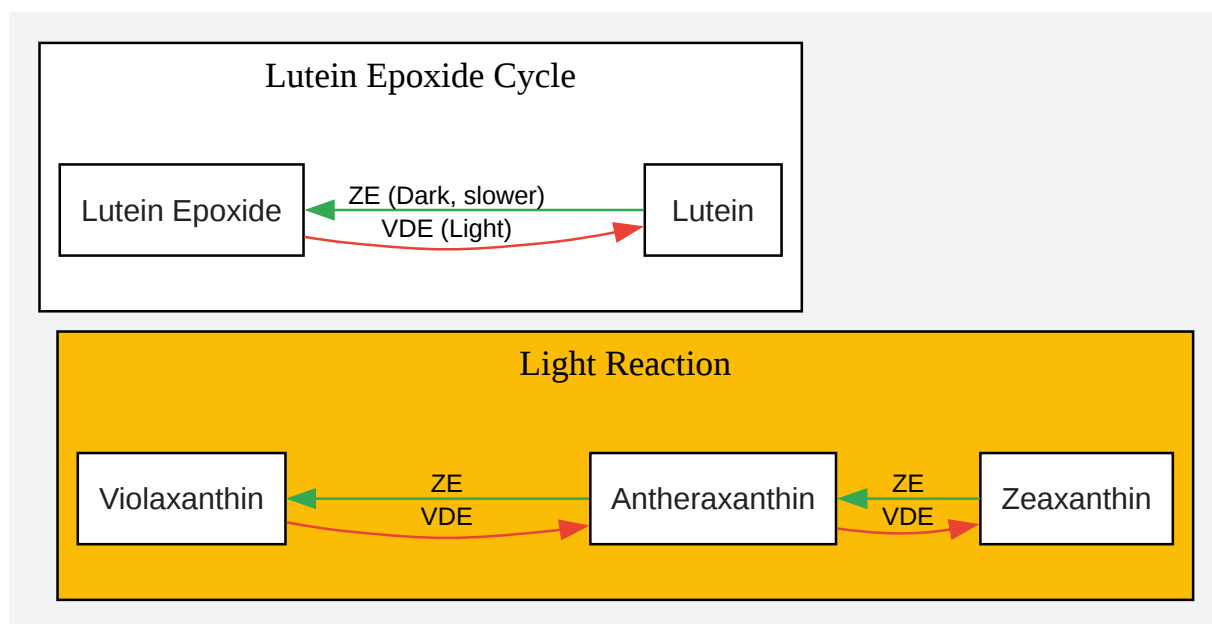 Lutein Epoxide Cycle
ZE (Dark, slower)
Lutein Epoxide
Lutein
VDE (Light)
Light Reaction
ZE
ZE
Violaxanthin
Antheraxanthin
Zeaxanthin
VDE
VDE